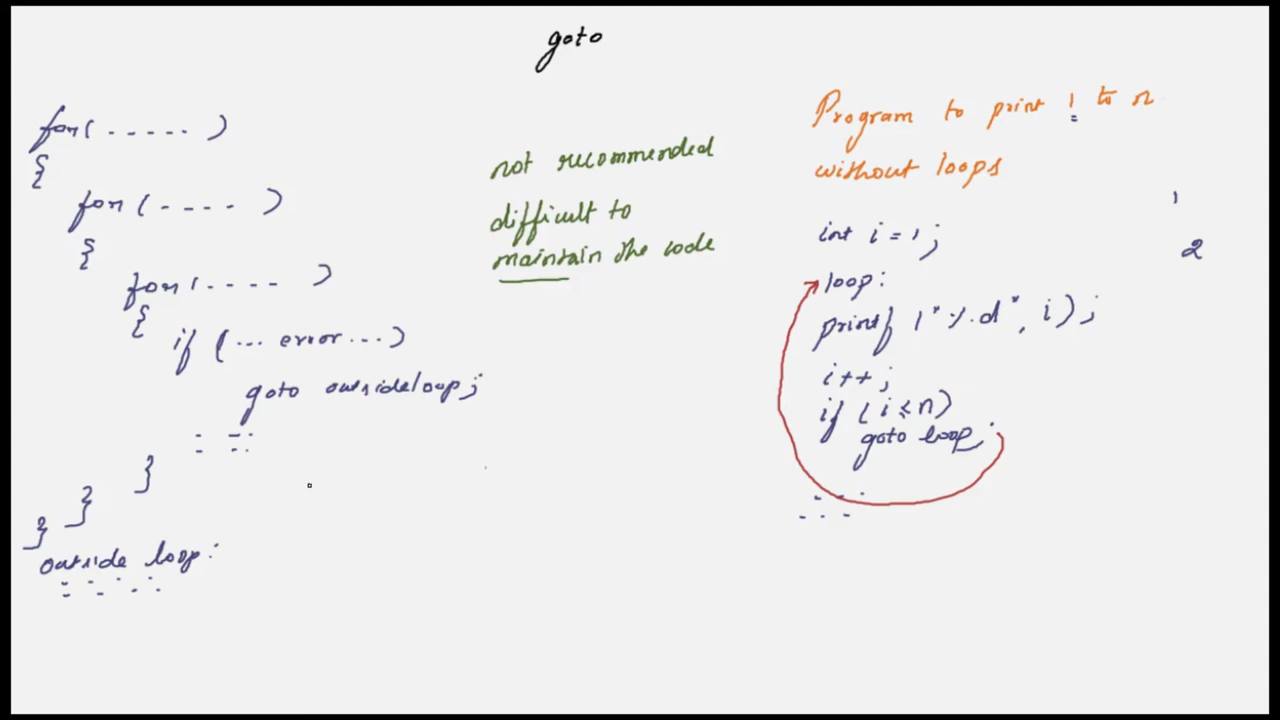 goto
for( ..... )
{
for ( .... )
{
for( .... )
{
if ( ... error ... )
goto outsideloop;
}
}
}
outside loop:
not recommended
difficult to
maintain the code
Program to print 1 to n
without loops
int i = 1;
loop:
printf ("%d", i);
i++;
if (i<n)
goto loop;
1
2